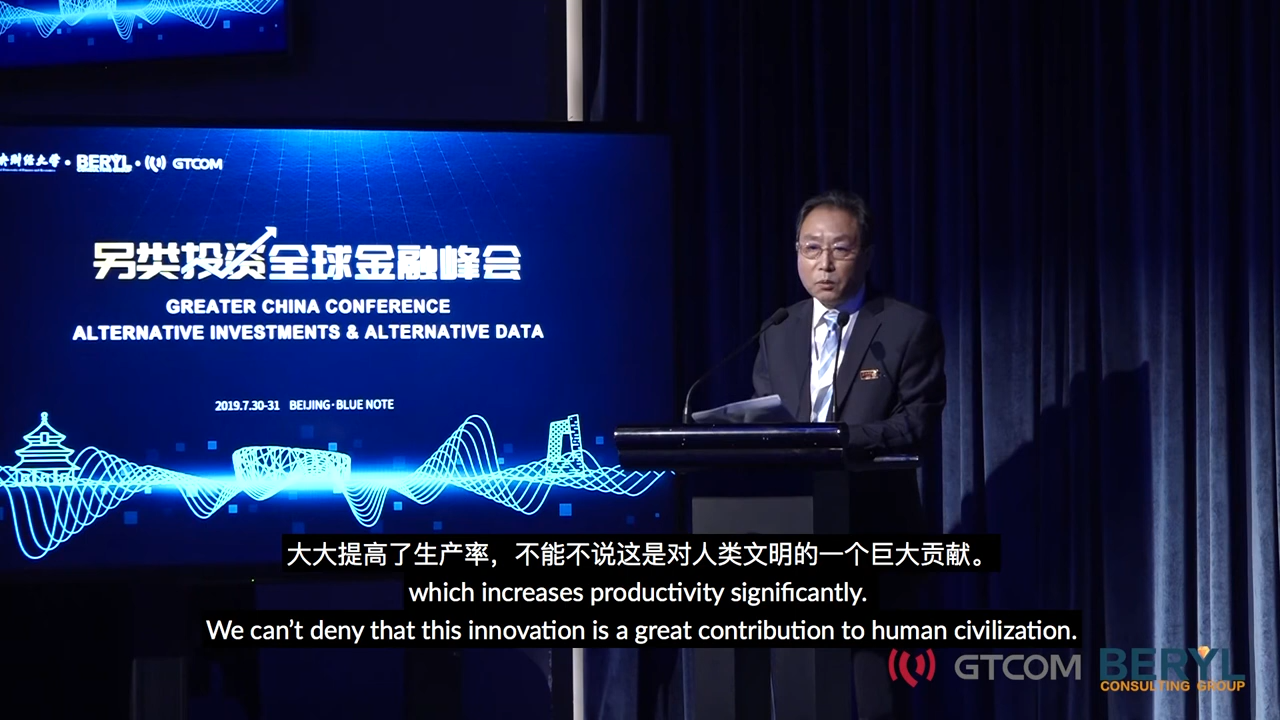 BERYL · GTCOM
另类投资全球金融峰会
GREATER CHINA CONFERENCE
ALTERNATIVE INVESTMENTS & ALTERNATIVE DATA
2019.7.30-31 BEIJING·BLUE NOTE
大大提高了生产率，不能不说这是对人类文明的一个巨大贡献。
which increases productivity significantly.
We can't deny that this innovation is a great contribution to human civilization.
GTCOM BERYL
CONSULTING GROUP